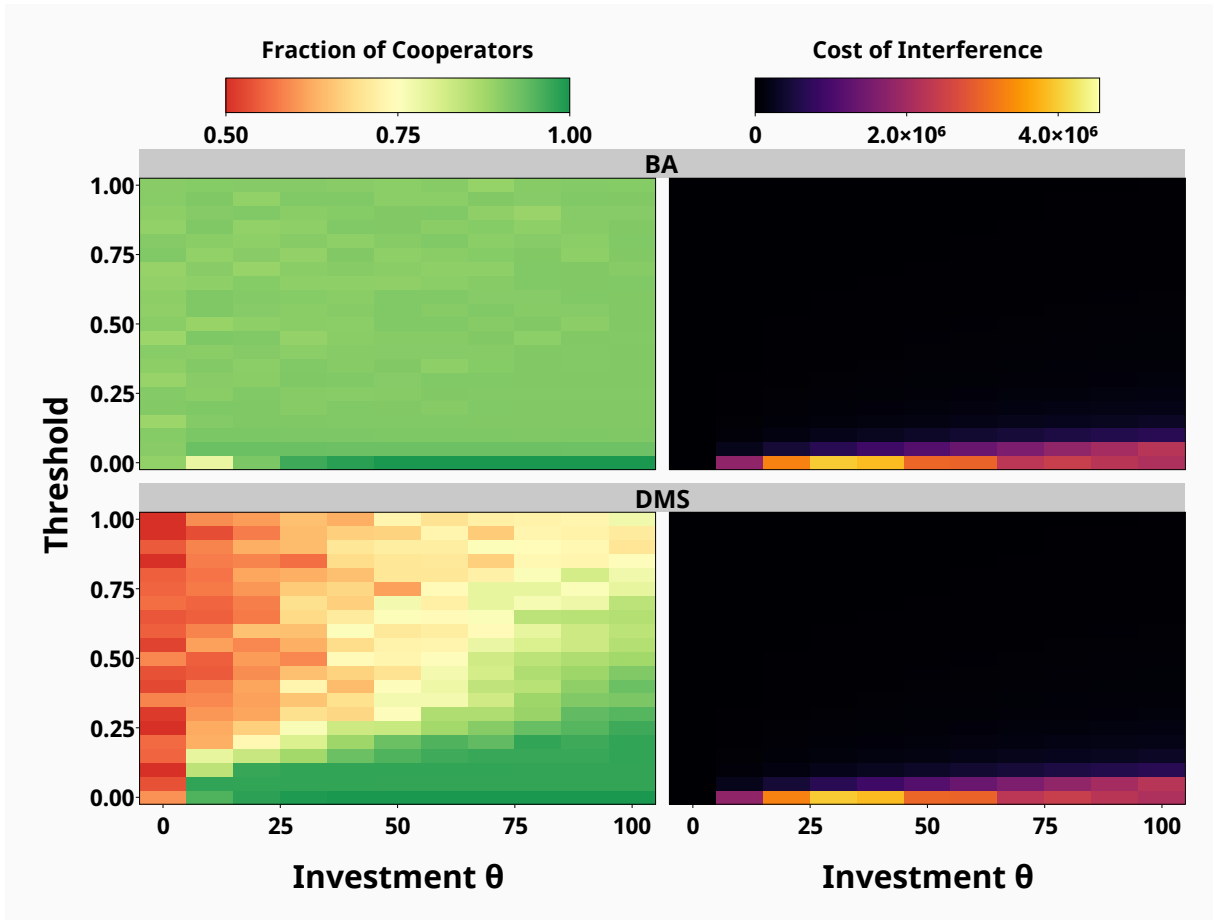 Fraction of Cooperators
Cost of Interference
0.50 0.75 1.00
0 2.0×10⁶ 4.0×10⁶
BA
1.00
0.75
0.50
0.25
0.00
Threshold
DMS
1.00
0.75
0.50
0.25
0.00
0 25 50 75 100
0 25 50 75 100
Investment θ
Investment θ